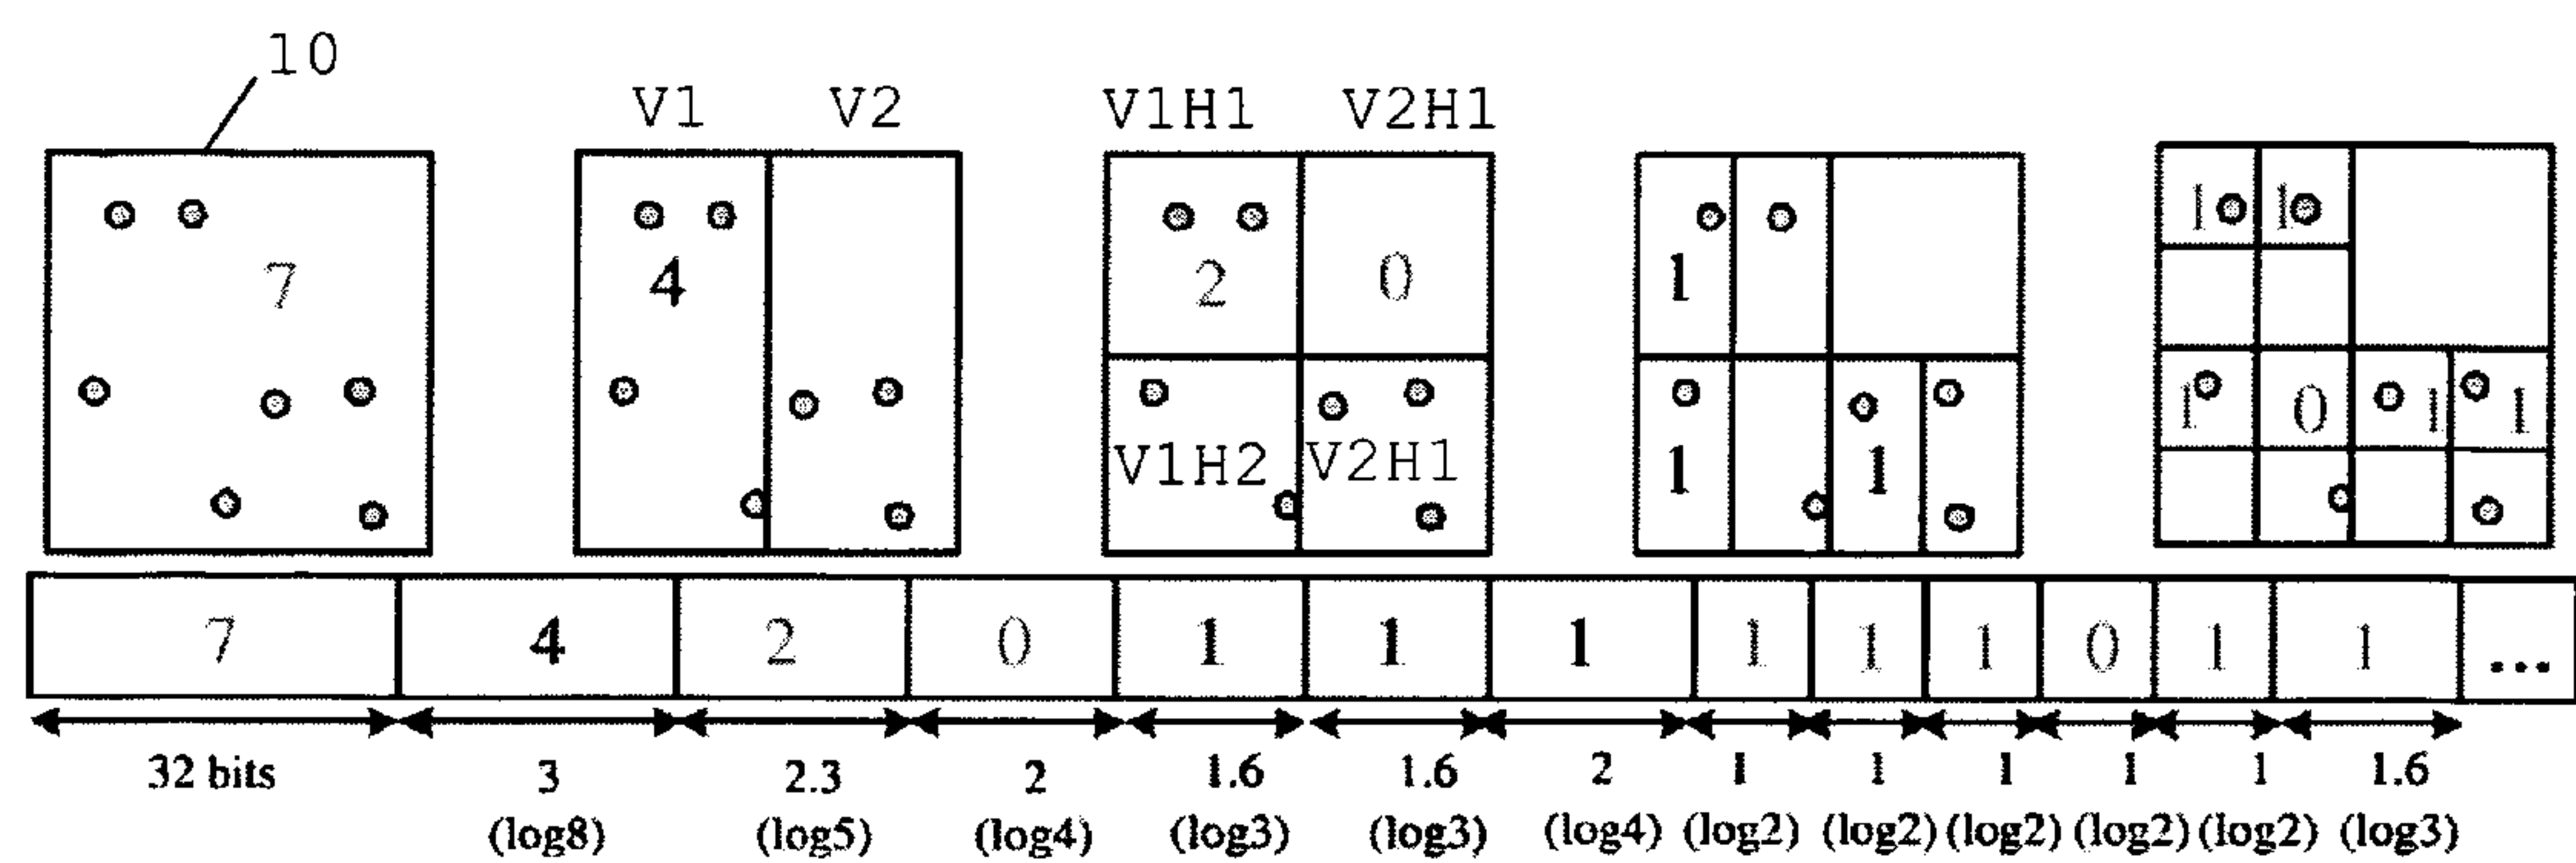 10
V1 V2 V1H1 V2H1
1 1
7 4 2 0 1
1 0 1 1
V1H2 V2H1 1 1
7 4 2 0 1 1 1 1 1 1 0 1 1 ...
32 bits 3 2.3 2 1.6 1.6 2 1 1 1 1 1 1.6
(log8) (log5) (log4) (log3) (log3) (log4) (log2) (log2) (log2) (log2) (log2) (log3)